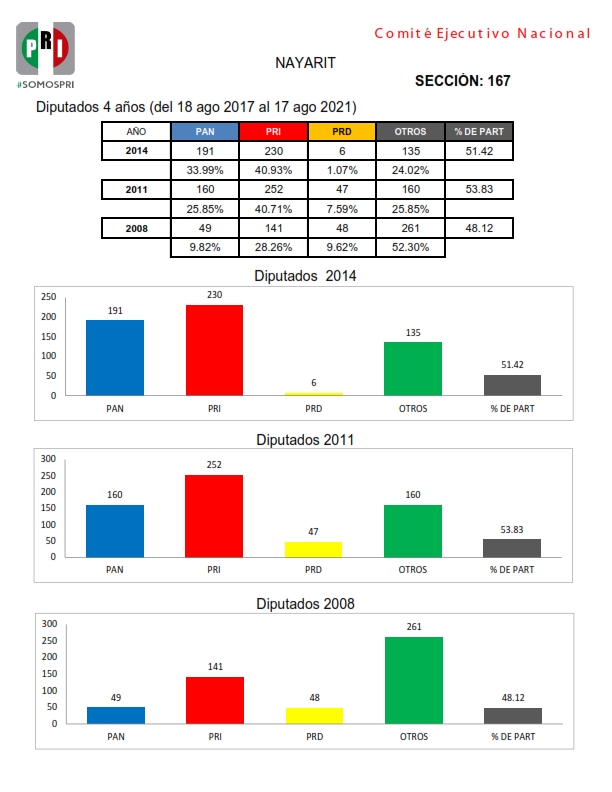 Comité Ejecutivo Nacional
PRI
#SOMOSPRI
NAYARIT
SECCIÓN: 167
Diputados 4 años (del 18 ago 2017 al 17 ago 2021)
AÑO PAN PRI PRD OTROS % DE PART
2014 191 230 6 135 51.42
33.99% 40.93% 1.07% 24.02%
2011 160 252 47 160 53.83
25.85% 40.71% 7.59% 25.85%
2008 49 141 48 261 48.12
9.82% 28.26% 9.62% 52.30%
Diputados 2014
250
200
150
100
50
0
191 230 6 135 51.42
PAN PRI PRD OTROS % DE PART
Diputados 2011
300
250
200
150
100
50
0
160 252 47 160 53.83
PAN PRI PRD OTROS % DE PART
Diputados 2008
300
250
200
150
100
50
0
49 141 48 261 48.12
PAN PRI PRD OTROS % DE PART